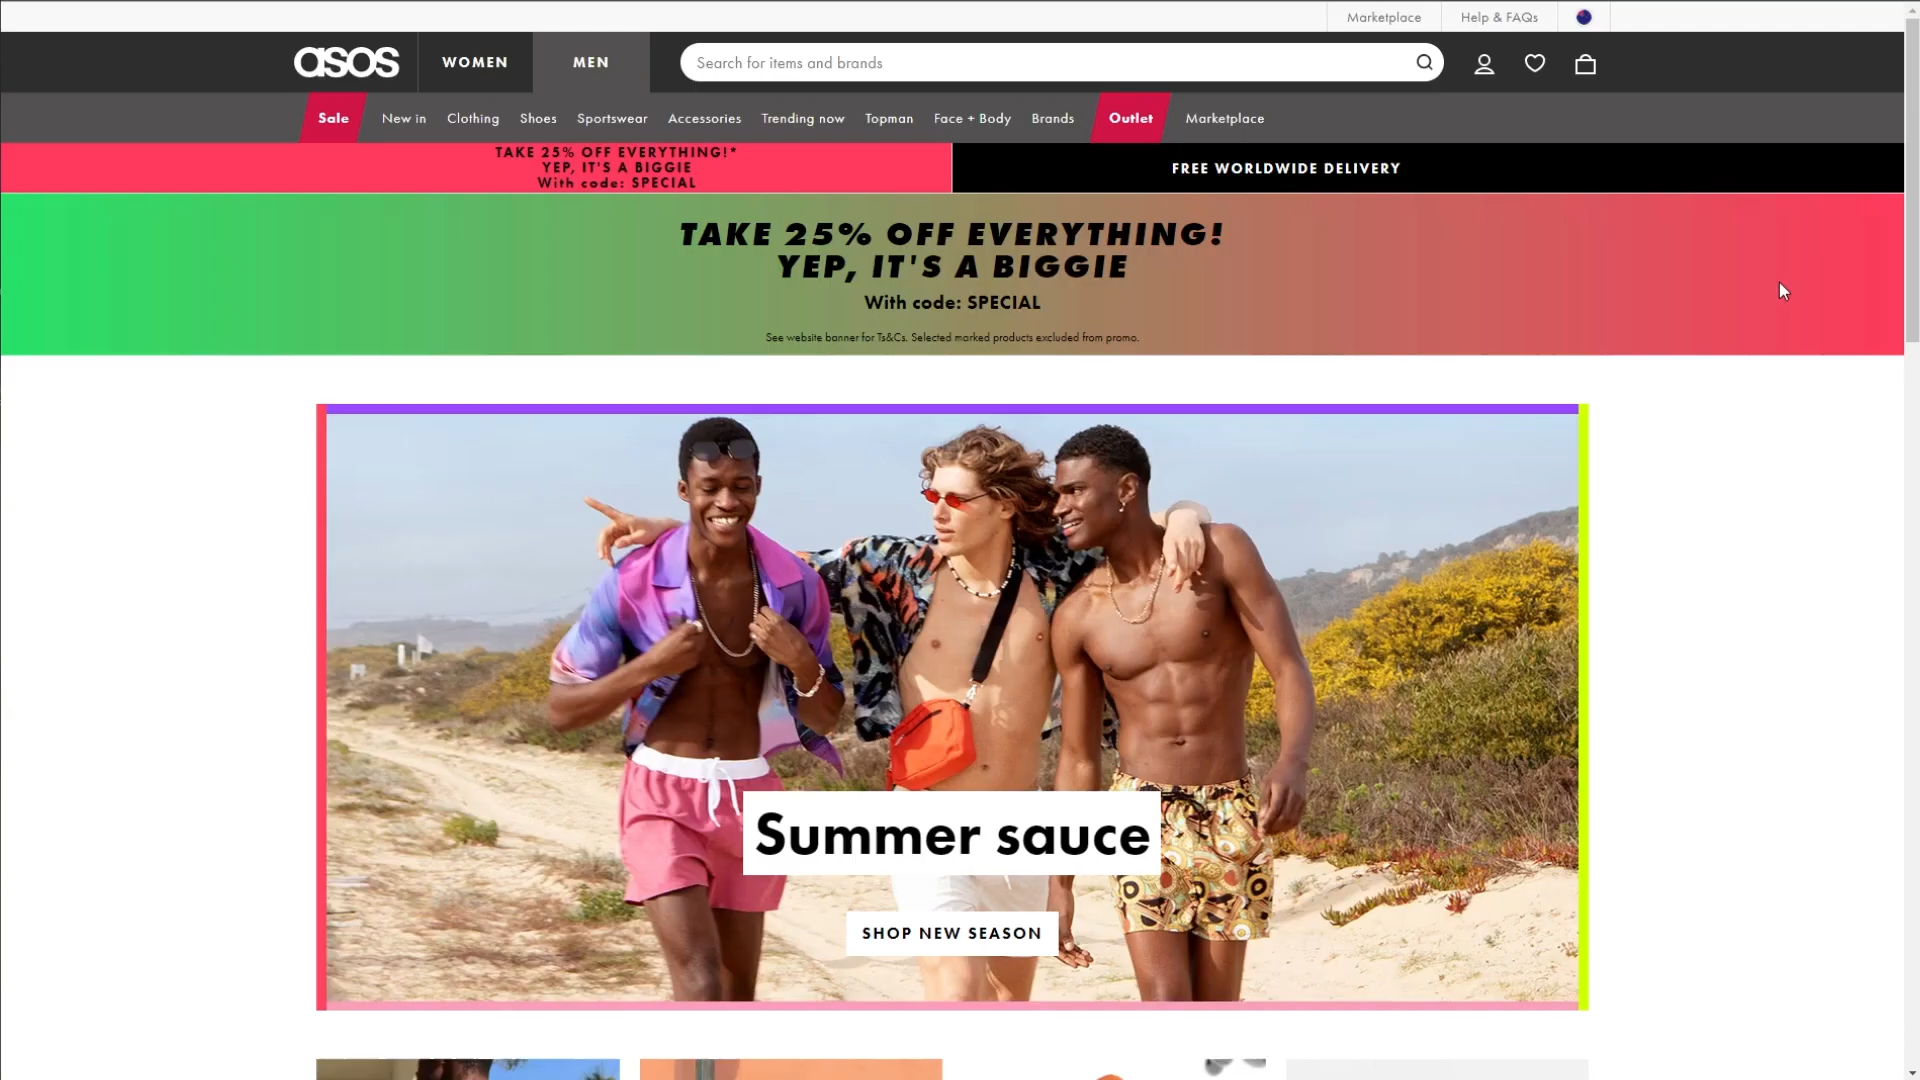 Marketplace
Help & FAQs
asos
WOMEN
MEN
Search for items and brands
Sale
New in
Clothing
Shoes
Sportswear
Accessories
Trending now
Topman
Face + Body
Brands
Outlet
Marketplace
TAKE 25% OFF EVERYTHING!*
YEP, IT'S A BIGGIE
With code: SPECIAL
FREE WORLDWIDE DELIVERY
TAKE 25% OFF EVERYTHING!
YEP, IT'S A BIGGIE
With code: SPECIAL
See website banner for Ts&Cs. Selected marked products excluded from promo.
Summer sauce
SHOP NEW SEASON